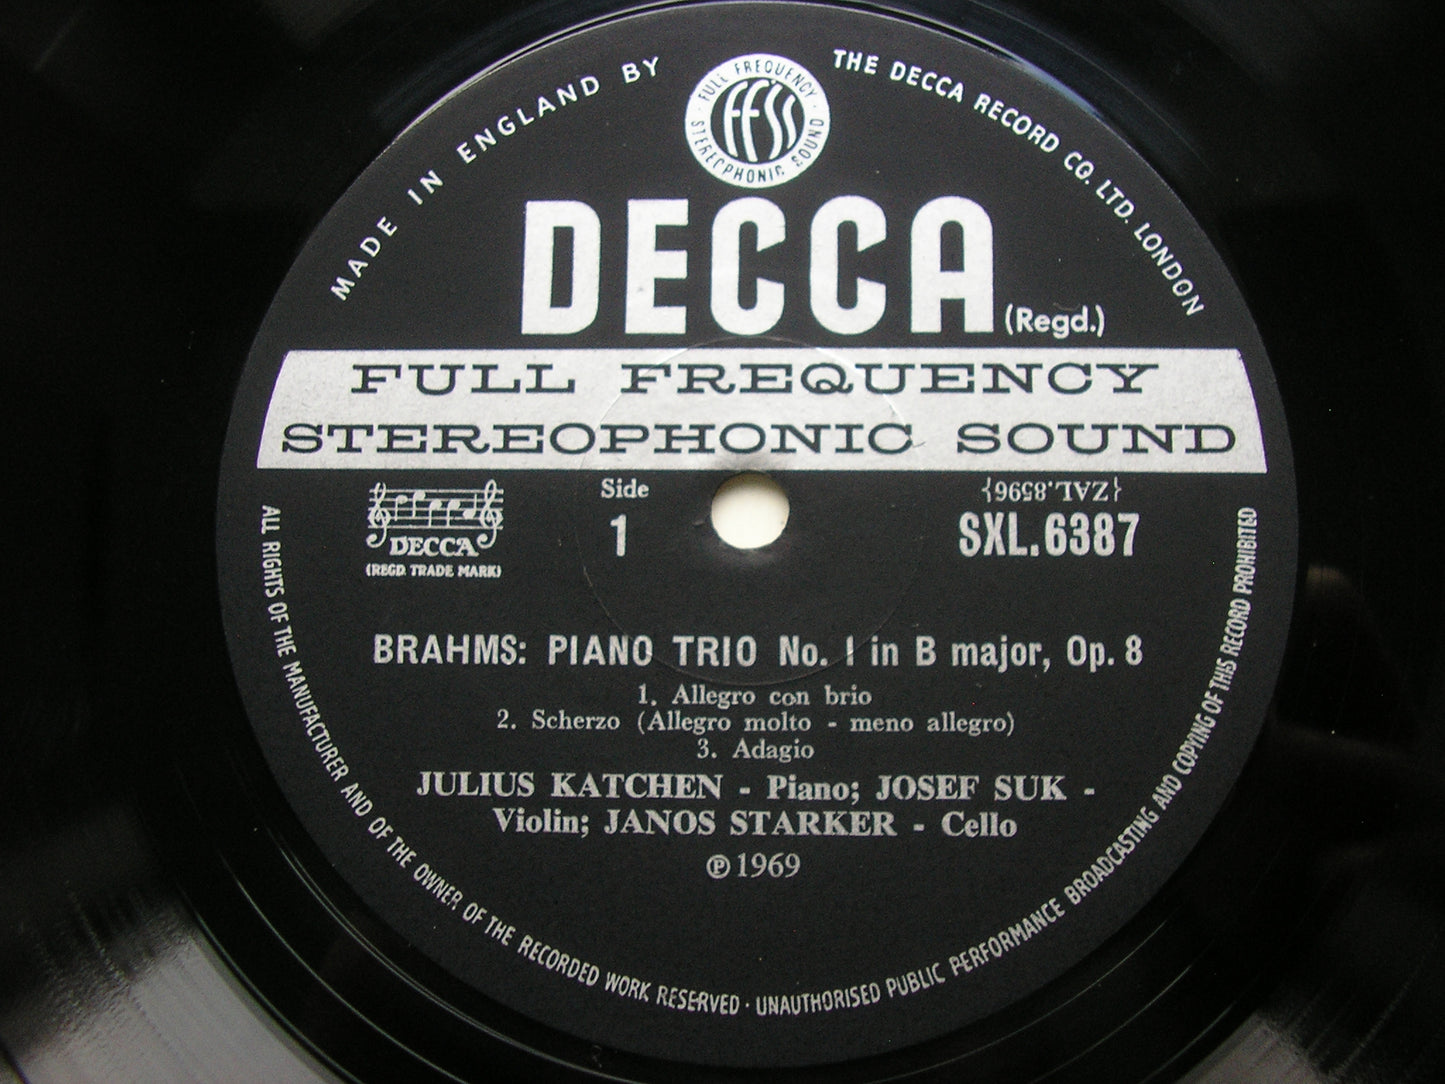 MADE IN ENGLAND BY
THE DECCA RECORD CO. LTD. LONDON
FULL FREQUENCY
ffss
STEREOPHONIC SOUND
DECCA (Regd.)
FULL FREQUENCY
STEREOPHONIC SOUND
DECCA
(REGD. TRADE MARK)
Side
1
{ZAL.8596}
SXL.6387
BRAHMS: PIANO TRIO No. 1 in B major, Op. 8
1. Allegro con brio
2. Scherzo (Allegro molto - meno allegro)
3. Adagio
JULIUS KATCHEN - Piano; JOSEF SUK -
Violin; JANOS STARKER - Cello
℗ 1969
ALL RIGHTS OF THE MANUFACTURER AND OF THE OWNER OF THE RECORDED WORK RESERVED · UNAUTHORISED PUBLIC PERFORMANCE BROADCASTING AND COPYING OF THIS RECORD PROHIBITED